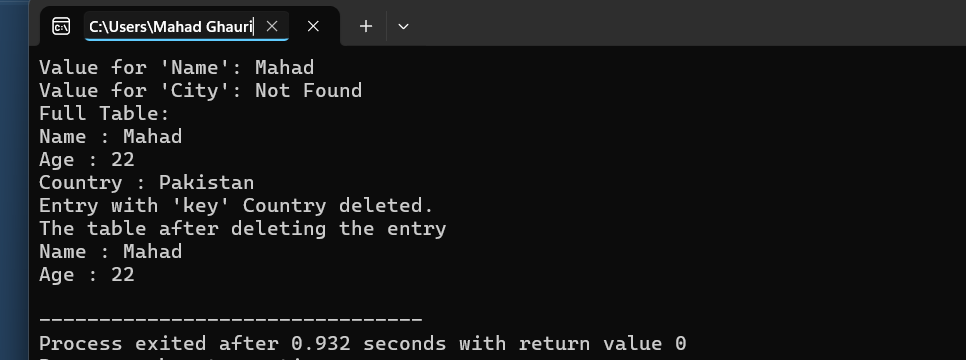 C:\Users\Mahad Ghauri
Value for 'Name': Mahad
Value for 'City': Not Found
Full Table:
Name : Mahad
Age : 22
Country : Pakistan
Entry with 'key' Country deleted.
The table after deleting the entry
Name : Mahad
Age : 22
--------------------------------
Process exited after 0.932 seconds with return value 0